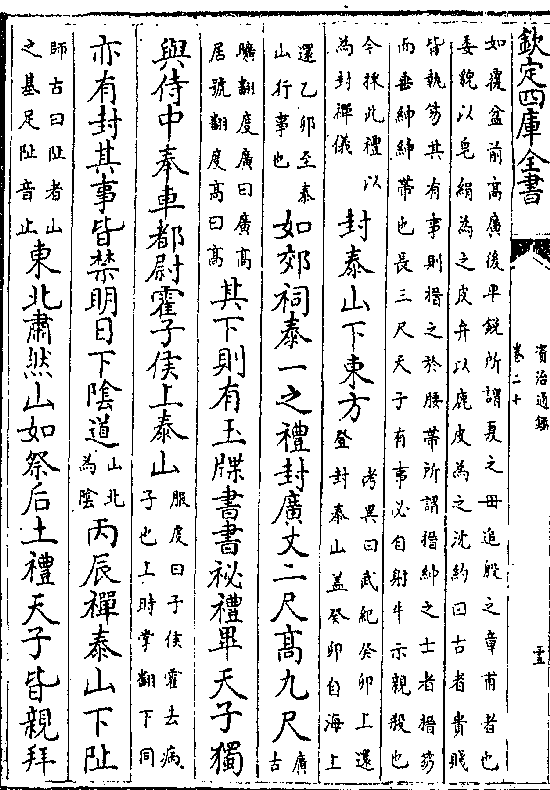 欽定四庫全書
資治通鑑
卷二十
如覆盆前高廣後卑銳所謂夏之毋追殷之章甫者也
委貌以皂絹為之皮弁以鹿皮為之沈約曰古者貴賤
皆執笏其有事則搢之於腰帶所謂搢紳之士者搢笏
而垂紳紳帶也長三尺天子有事必自射牛示親殺也
今採此禮以
為封禪儀
封泰山下東方
考異曰武紀癸卯上還
登封泰山蓋癸卯自海上
還乙卯至泰
山行事也
如郊祠泰一之禮封廣丈二尺高九尺
廣古
曠翻度廣曰廣高
居號翻度高曰高
其下則有玉牒書書祕禮畢天子獨
與侍中奉車都尉霍子侯上泰山
服虔曰子侯霍去病
子也上時掌翻下同
亦有封其事皆禁明日下陰道
山北
為陰
丙辰禪泰山下阯
師古曰阯者山
之基足阯音止
東北肅然山如祭后土禮天子皆親拜